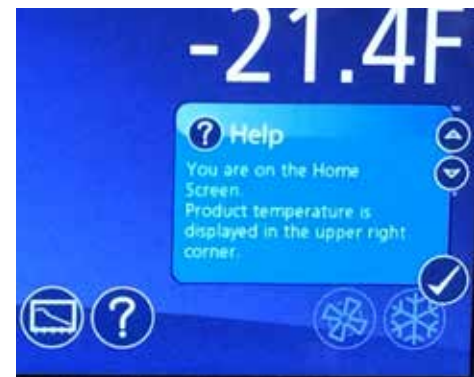 -21.4F
? Help
You are on the Home
Screen.
Product temperature is
displayed in the upper right
corner.
?